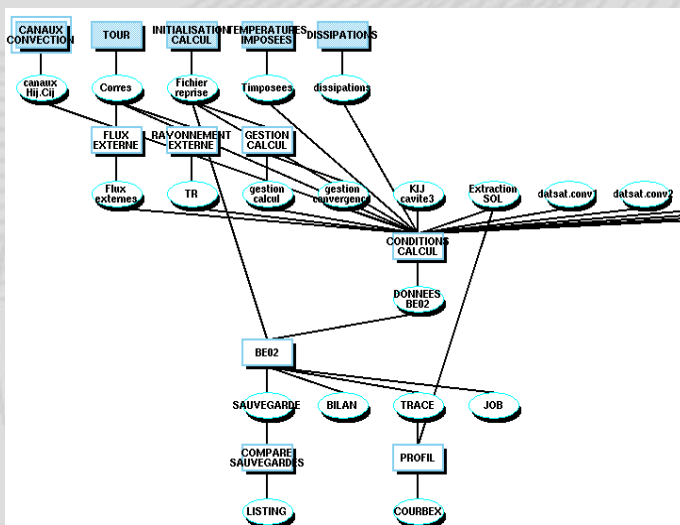 CANAUX
CONVECTION
TOUR
INITIALISATION
CALCUL
TEMPERATURES
IMPOSEES
DISSIPATIONS
canaux
Hij.Cij
Corres
Fichier
reprise
Timposees
dissipations
FLUX
EXTERNE
RAYONNEMENT
EXTERNE
GESTION
CALCUL
Flux
externes
TR
gestion
calcul
gestion
convergence
KIJ
cavite3
Extraction
SOL
datsat.conv1
datsat.conv2
CONDITIONS
CALCUL
DONNEES
BE02
BE02
SAUVEGARDE
BILAN
TRACE
JOB
COMPARE
SAUVEGARDES
PROFIL
LISTING
COURBEX